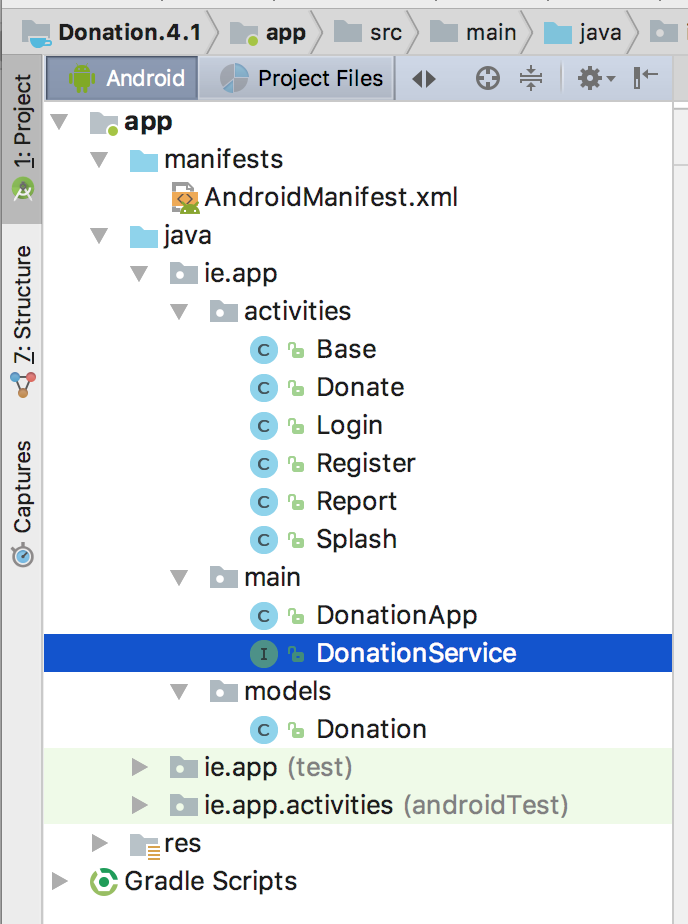 Donation.4.1 app src main java
Android Project Files
1: Project
7: Structure
Captures
app
manifests
AndroidManifest.xml
java
ie.app
activities
C Base
C Donate
C Login
C Register
C Report
C Splash
main
C DonationApp
I DonationService
models
C Donation
ie.app (test)
ie.app.activities (androidTest)
res
Gradle Scripts